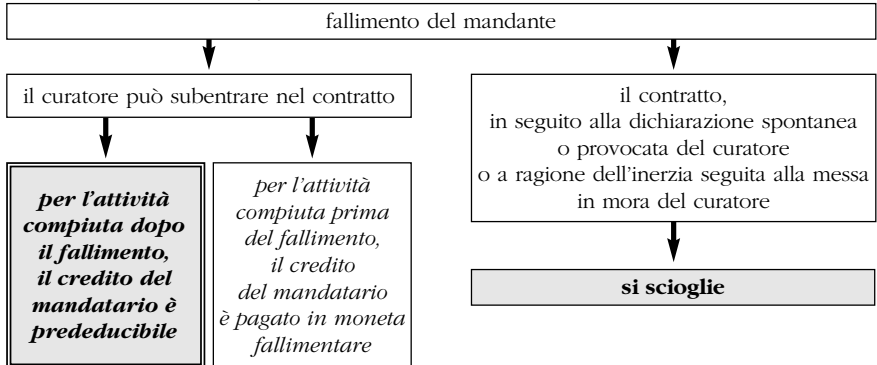 fallimento del mandante
il curatore può subentrare nel contratto
per l'attività
compiuta dopo
il fallimento,
il credito del
mandatario è
prededucibile
per l'attività
compiuta prima
del fallimento,
il credito
del mandatario
è pagato in moneta
fallimentare
il contratto,
in seguito alla dichiarazione spontanea
o provocata del curatore
o a ragione dell'inerzia seguita alla messa
in mora del curatore
si scioglie